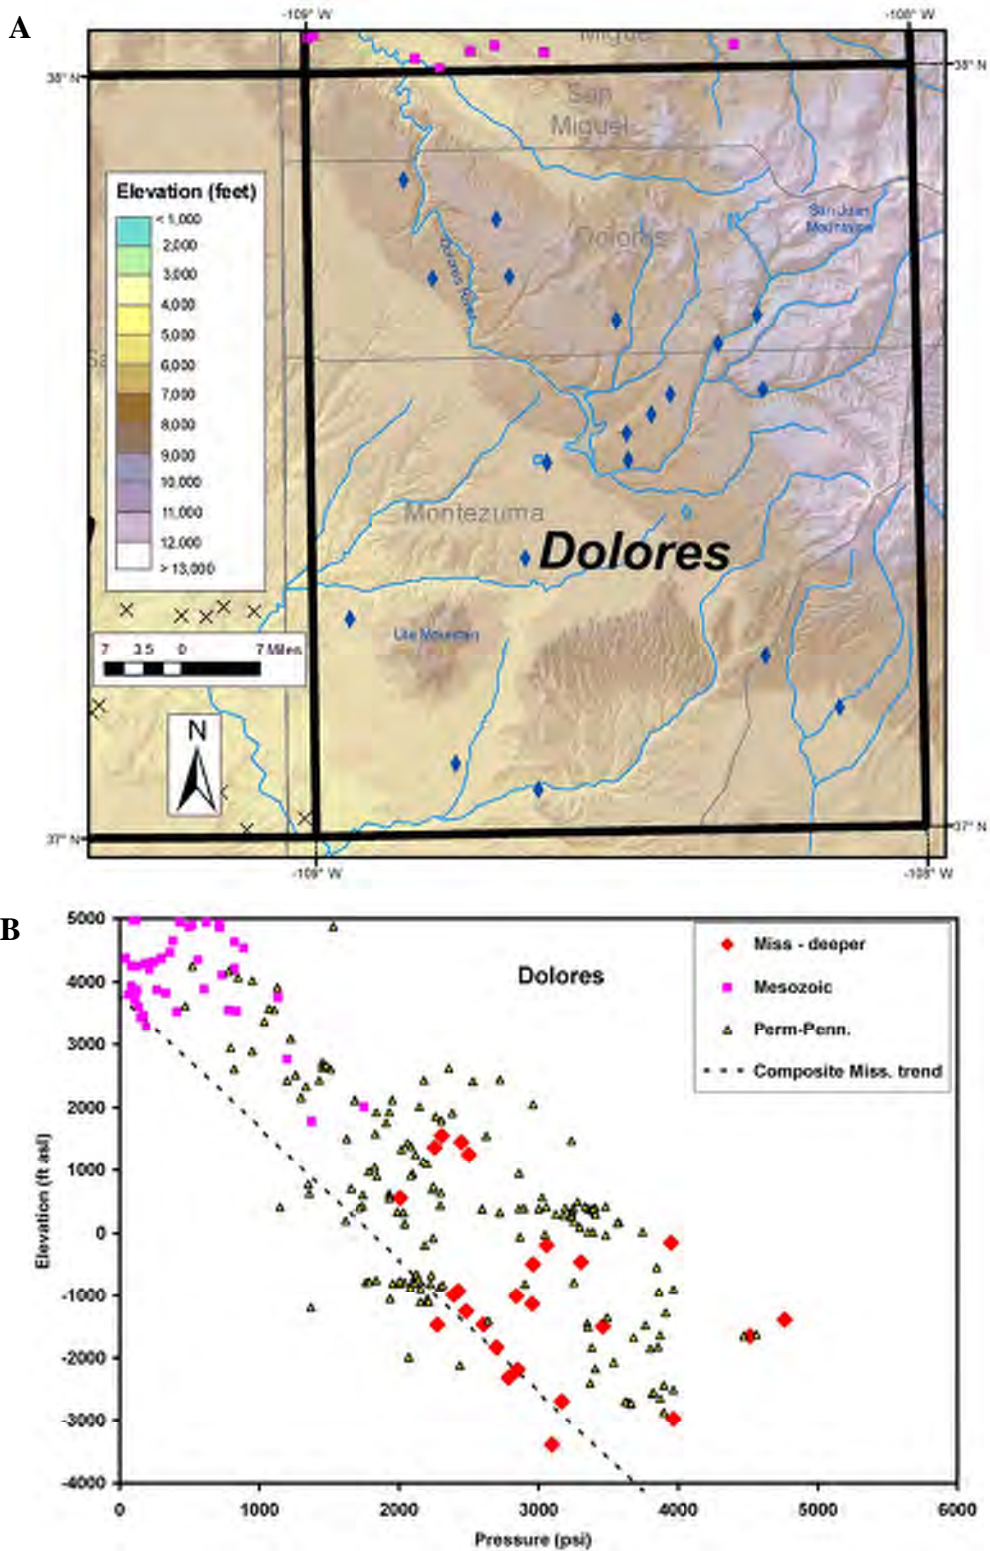 A
-109° W
-108° W
Miguel
38° N
38° N
San
Miguel
Elevation (feet)
< 1,000
2,000
3,000
4,000
5,000
6,000
7,000
8,000
9,000
10,000
11,000
12,000
> 13,000
San Juan
Mountains
Dolores
Dolores River
Sa
Montezuma
Dolores
Ute Mountain
7 3.5 0 7 Miles
N
37° N
37° N
-109° W
-108° W
B
5000
4000
3000
2000
1000
0
-1000
-2000
-3000
-4000
Elevation (ft asl)
Dolores
Miss - deeper
Mesozoic
Perm-Penn.
Composite Miss. trend
0 1000 2000 3000 4000 5000 6000
Pressure (psi)